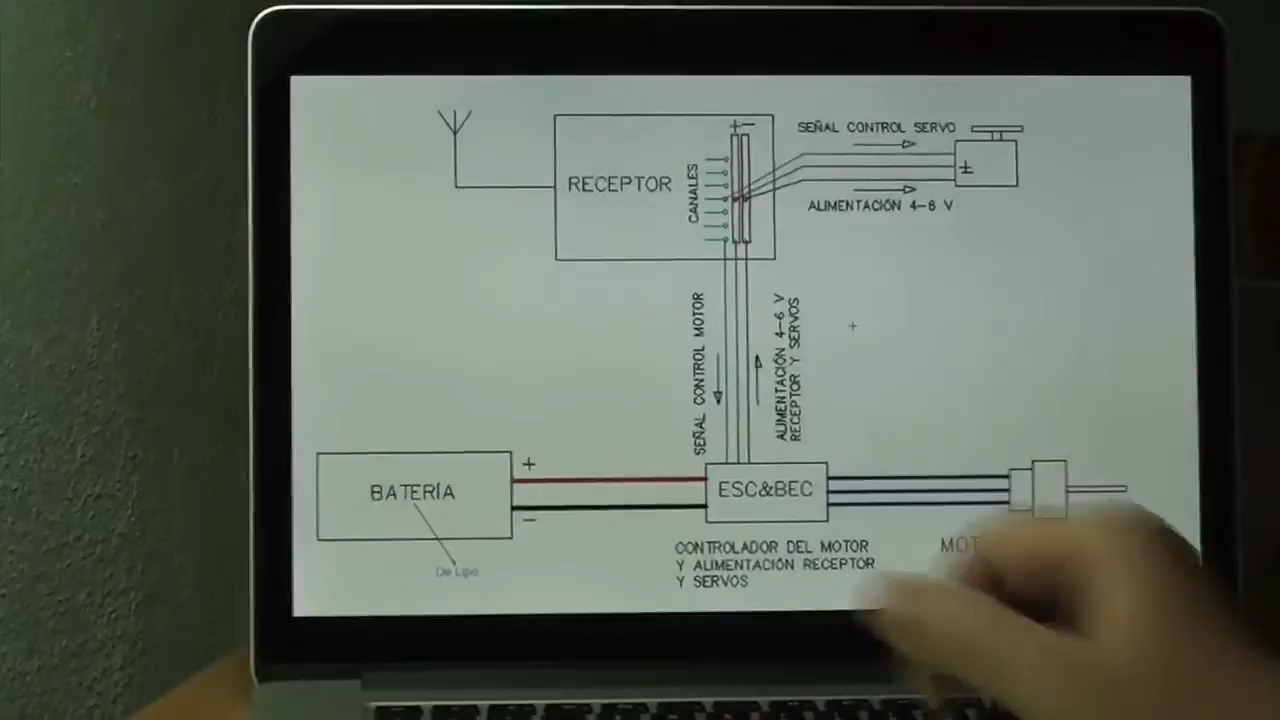 + −
SEÑAL CONTROL SERVO
RECEPTOR
CANALES
±
ALIMENTACIÓN 4-6 V
SEÑAL CONTROL MOTOR
ALIMENTACIÓN 4-6 V
RECEPTOR Y SERVOS
BATERÍA
+
−
ESC&BEC
De Lipo
CONTROLADOR DEL MOTOR
Y ALIMENTACIÓN RECEPTOR
Y SERVOS